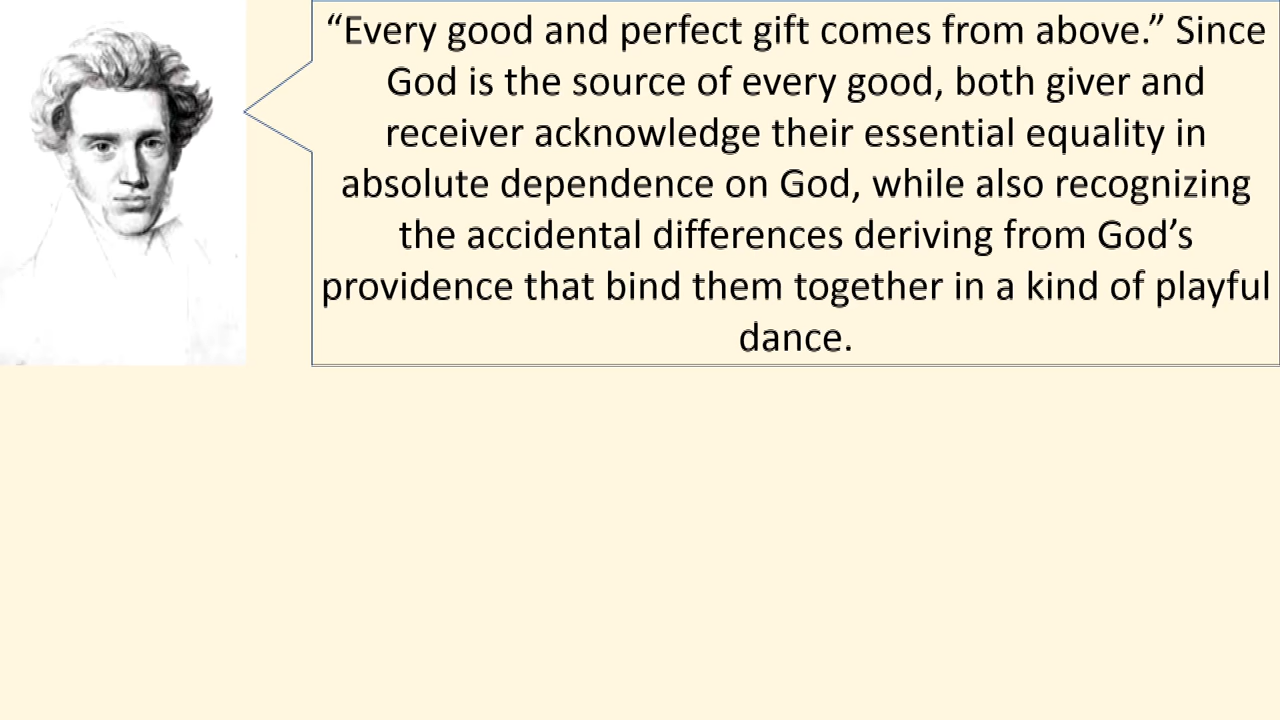 “Every good and perfect gift comes from above.” Since
God is the source of every good, both giver and
receiver acknowledge their essential equality in
absolute dependence on God, while also recognizing
the accidental differences deriving from God’s
providence that bind them together in a kind of playful
dance.